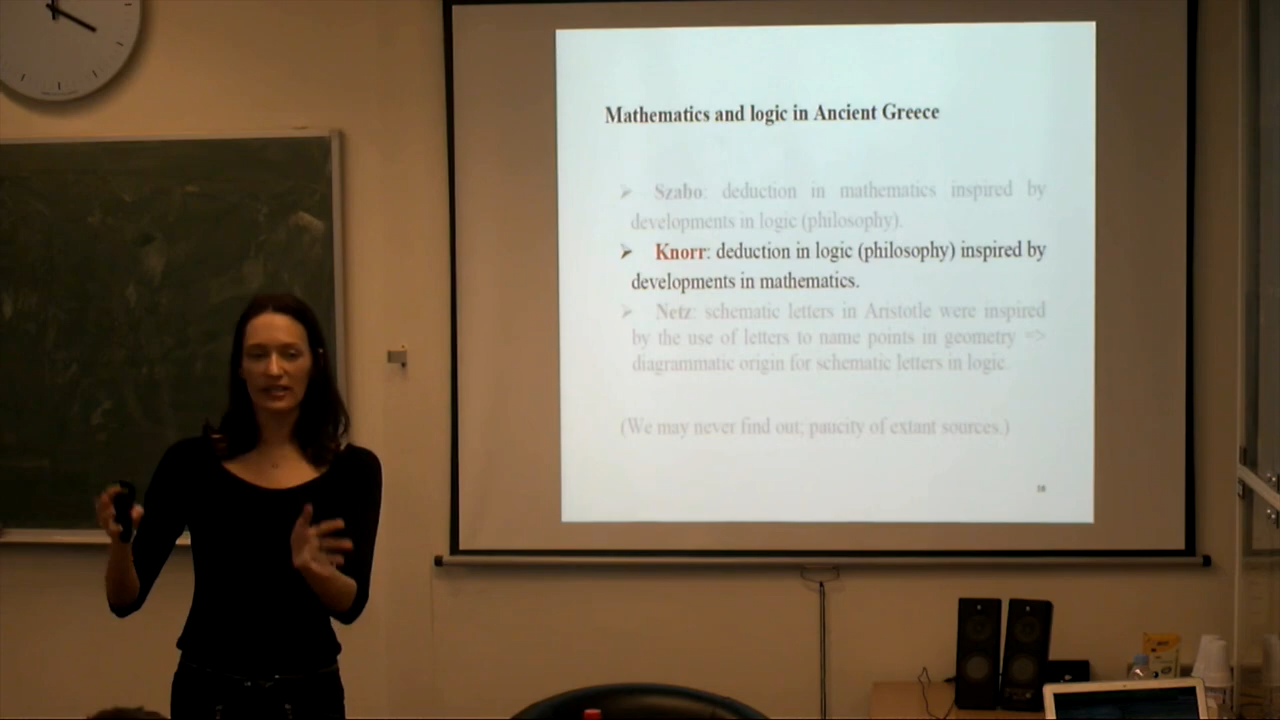 Mathematics and logic in Ancient Greece
➢ Szabo: deduction in mathematics inspired by
developments in logic (philosophy).
➢ Knorr: deduction in logic (philosophy) inspired by
developments in mathematics.
➢ Netz: schematic letters in Aristotle were inspired
by the use of letters to name points in geometry =>
diagrammatic origin for schematic letters in logic.
(We may never find out; paucity of extant sources.)